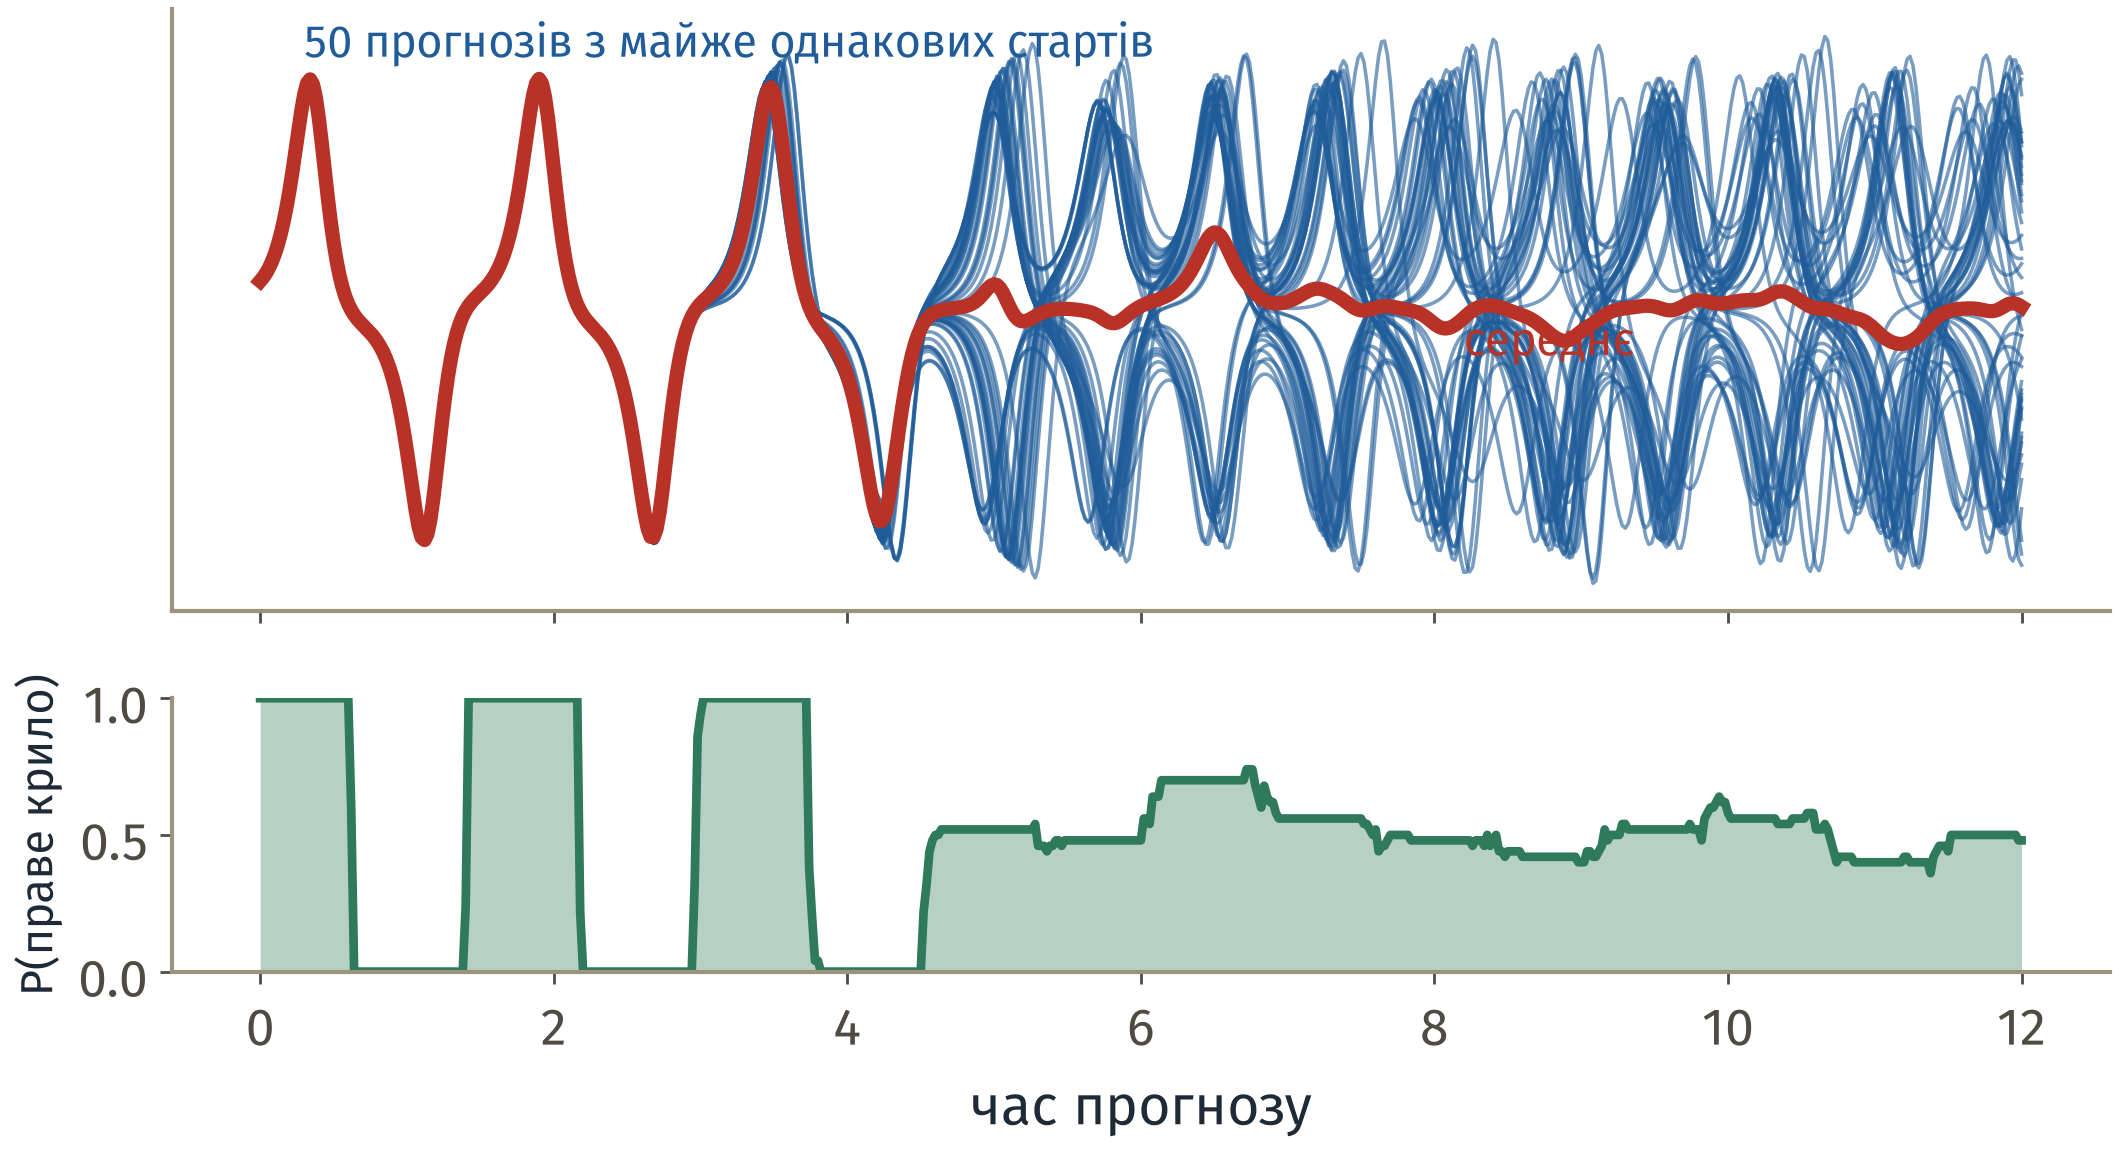 50 прогнозів з майже однакових стартів
середнє
P(праве крило)
1.0
0.5
0.0
0 2 4 6 8 10 12
час прогнозу